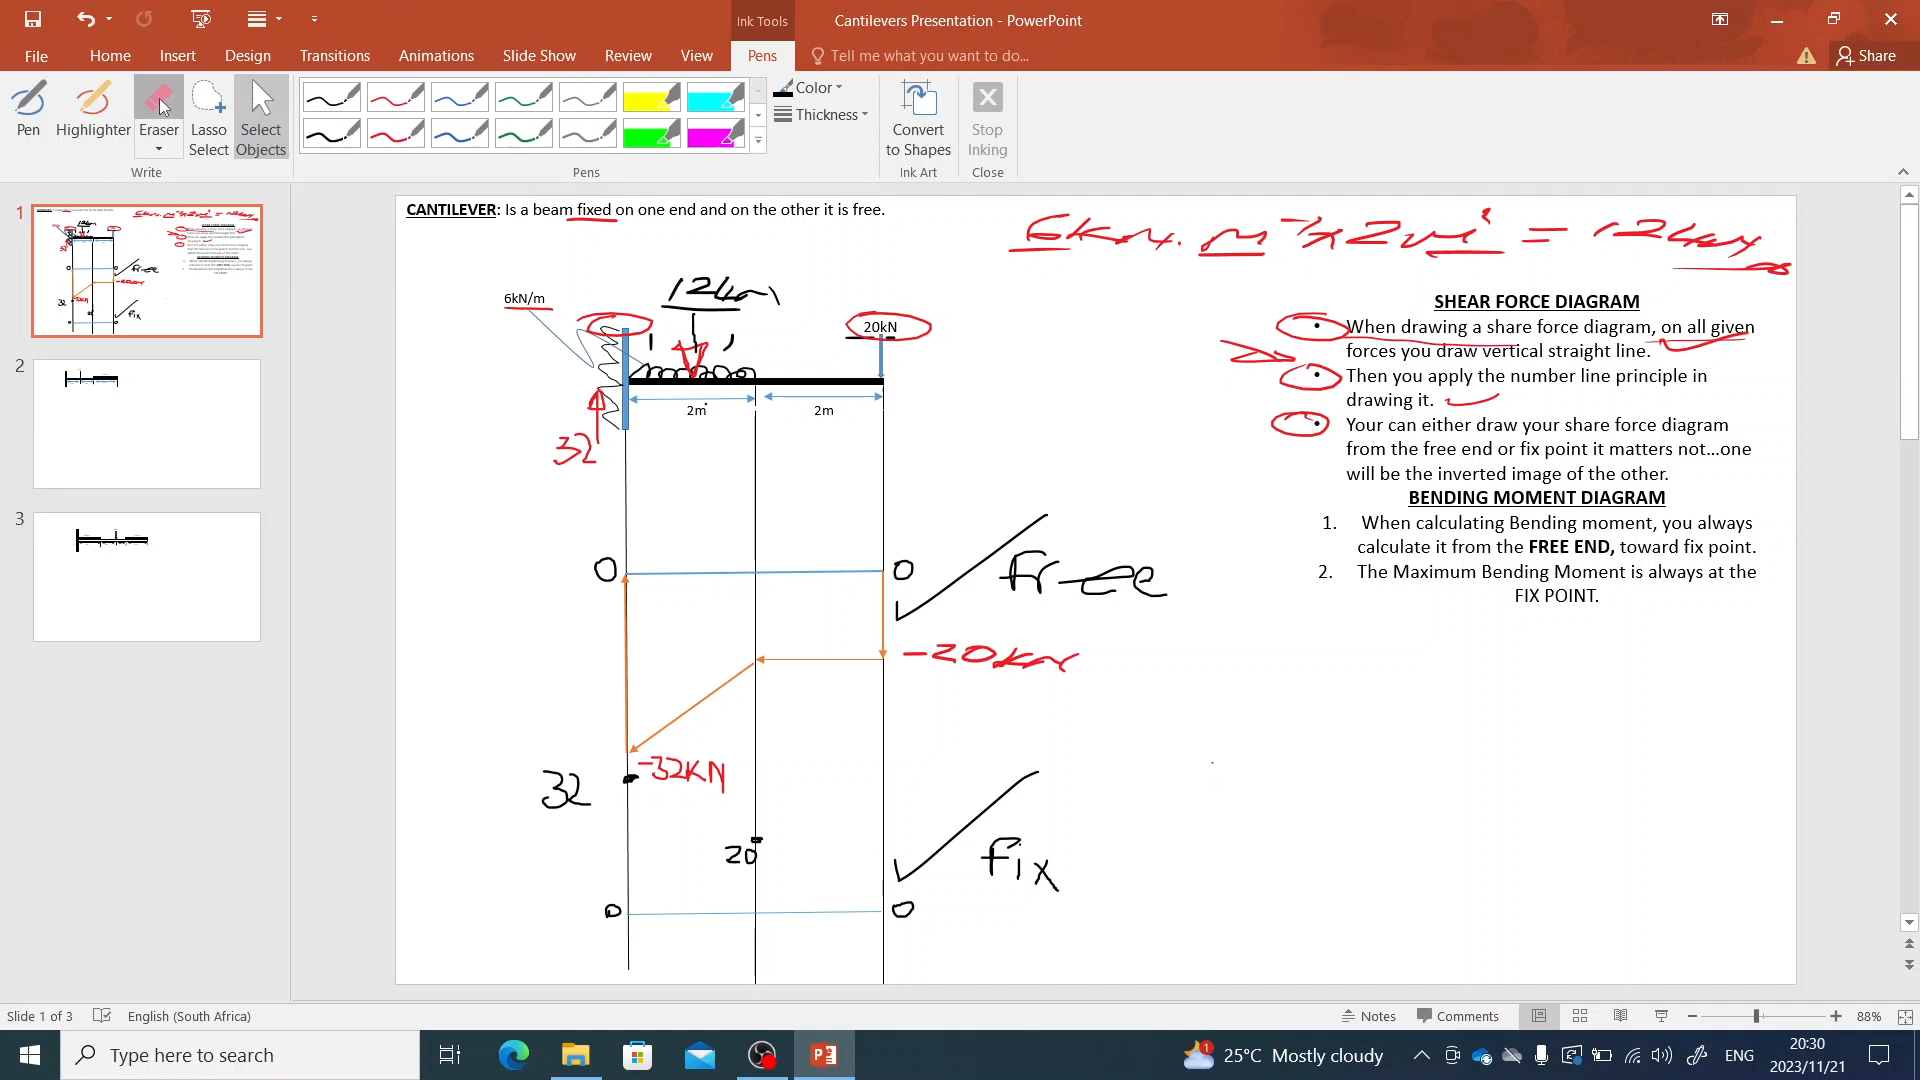 Ink Tools
Cantilevers Presentation - PowerPoint
File Home Insert Design Transitions Animations Slide Show Review View Pens Tell me what you want to do... Share
Pen Highlighter Eraser Lasso Select Select Objects
Color
Thickness
Convert to Shapes
Stop Inking
Write Pens Ink Art Close
1
2
3
CANTILEVER: Is a beam fixed on one end and on the other it is free.
6kN.m⁻¹x2m¹ = 12kN
6kN/m
12kN
20kN
2m 2m
32
SHEAR FORCE DIAGRAM
• When drawing a share force diagram, on all given
forces you draw vertical straight line.
• Then you apply the number line principle in
drawing it.
• Your can either draw your share force diagram
from the free end or fix point it matters not...one
will be the inverted image of the other.
BENDING MOMENT DIAGRAM
1. When calculating Bending moment, you always
calculate it from the FREE END, toward fix point.
2. The Maximum Bending Moment is always at the
FIX POINT.
0 0 free
-20kN
-32KN
32
20
fix
0 0
Slide 1 of 3 English (South Africa) Notes Comments 88%
Type here to search
25°C Mostly cloudy
ENG
20:30
2023/11/21